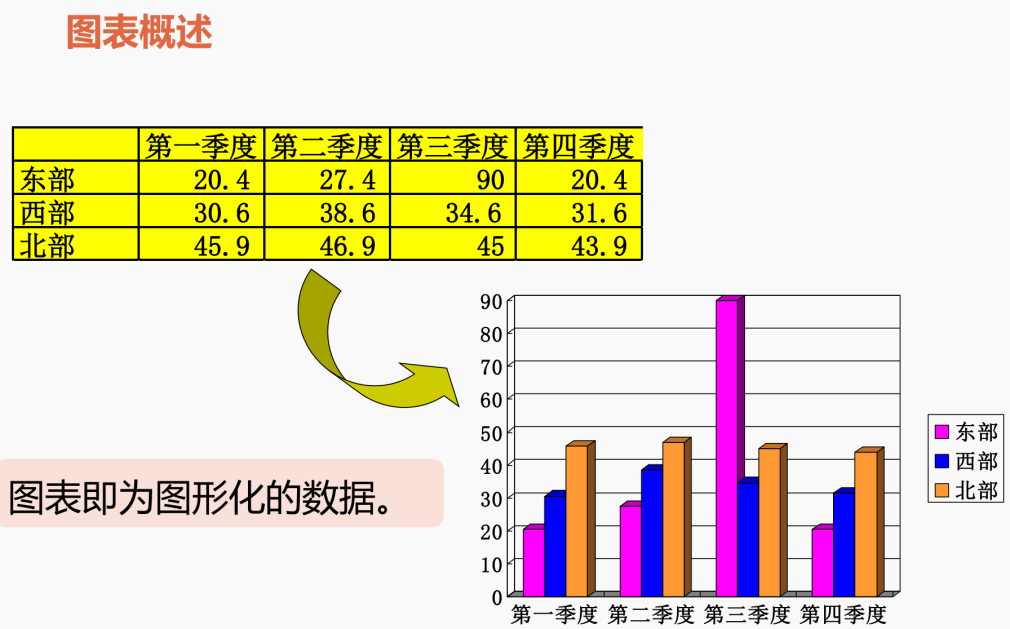 图表概述
第一季度 第二季度 第三季度 第四季度
东部 20.4 27.4 90 20.4
西部 30.6 38.6 34.6 31.6
北部 45.9 46.9 45 43.9
90
80
70
60
50
40
30
20
10
0
第一季度 第二季度 第三季度 第四季度
东部
西部
北部
图表即为图形化的数据。